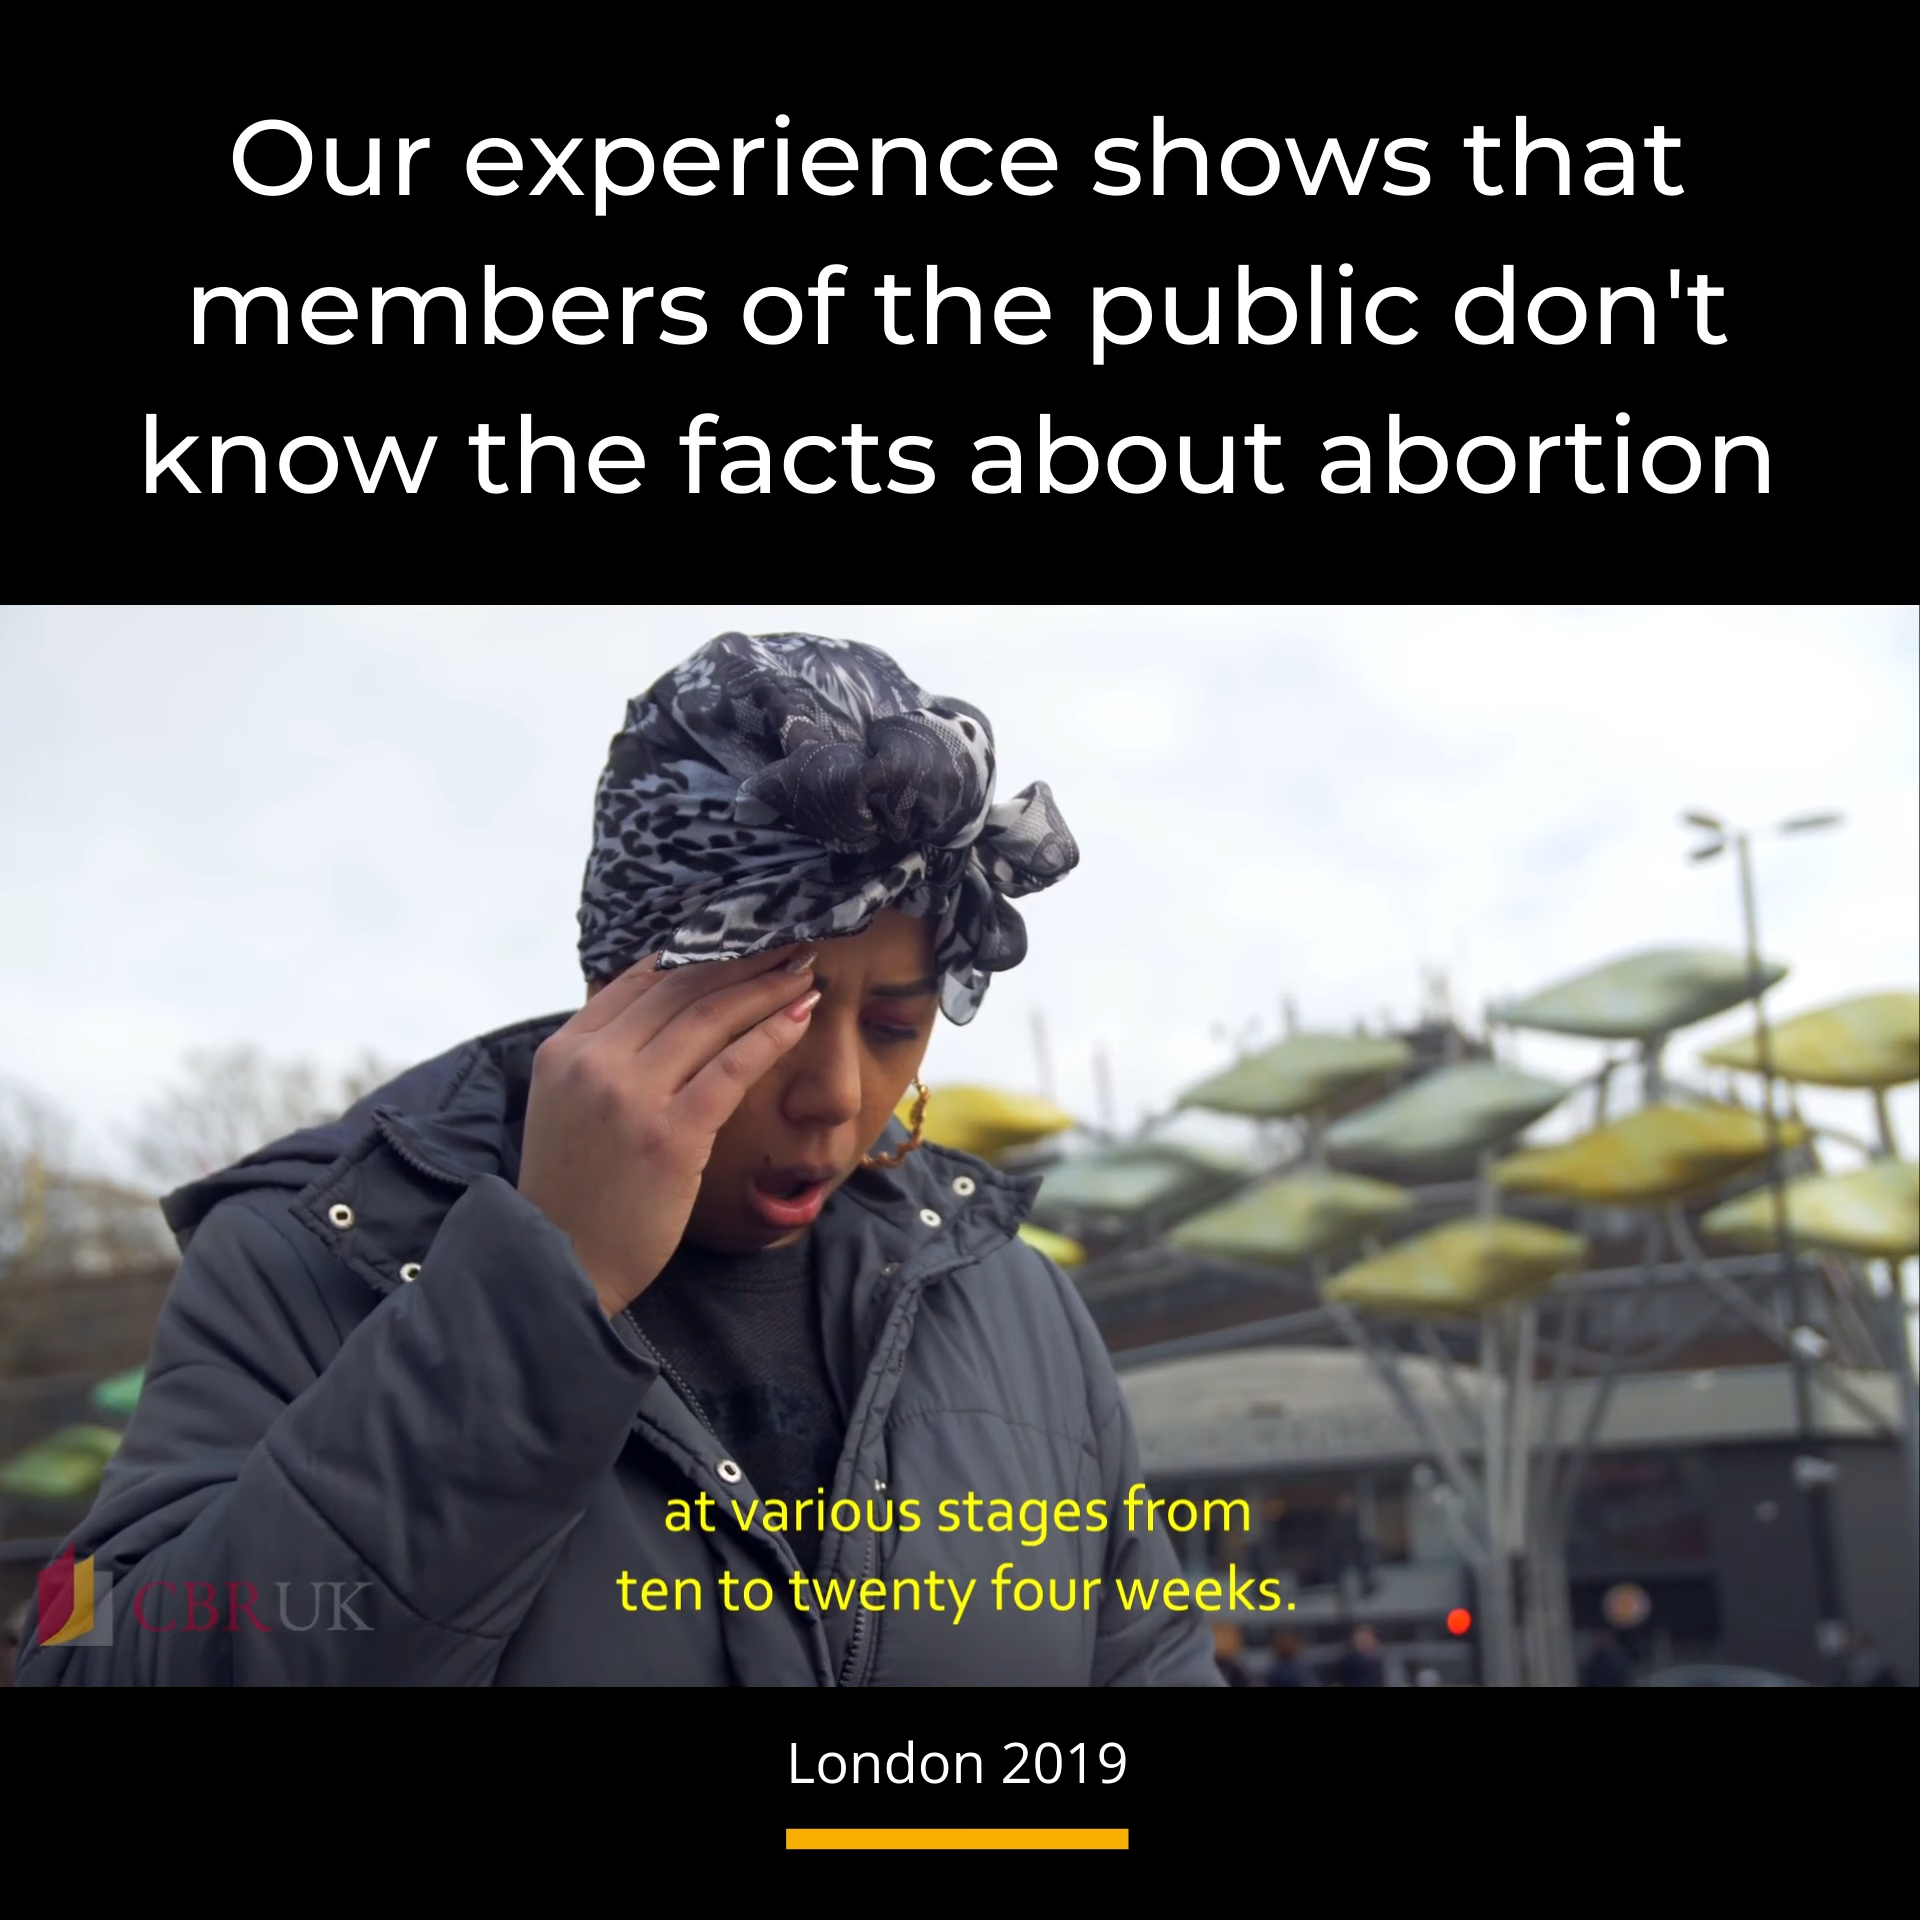 Our experience shows that
members of the public don't
know the facts about abortion
at various stages from
ten to twenty four weeks.
CBRUK
London 2019